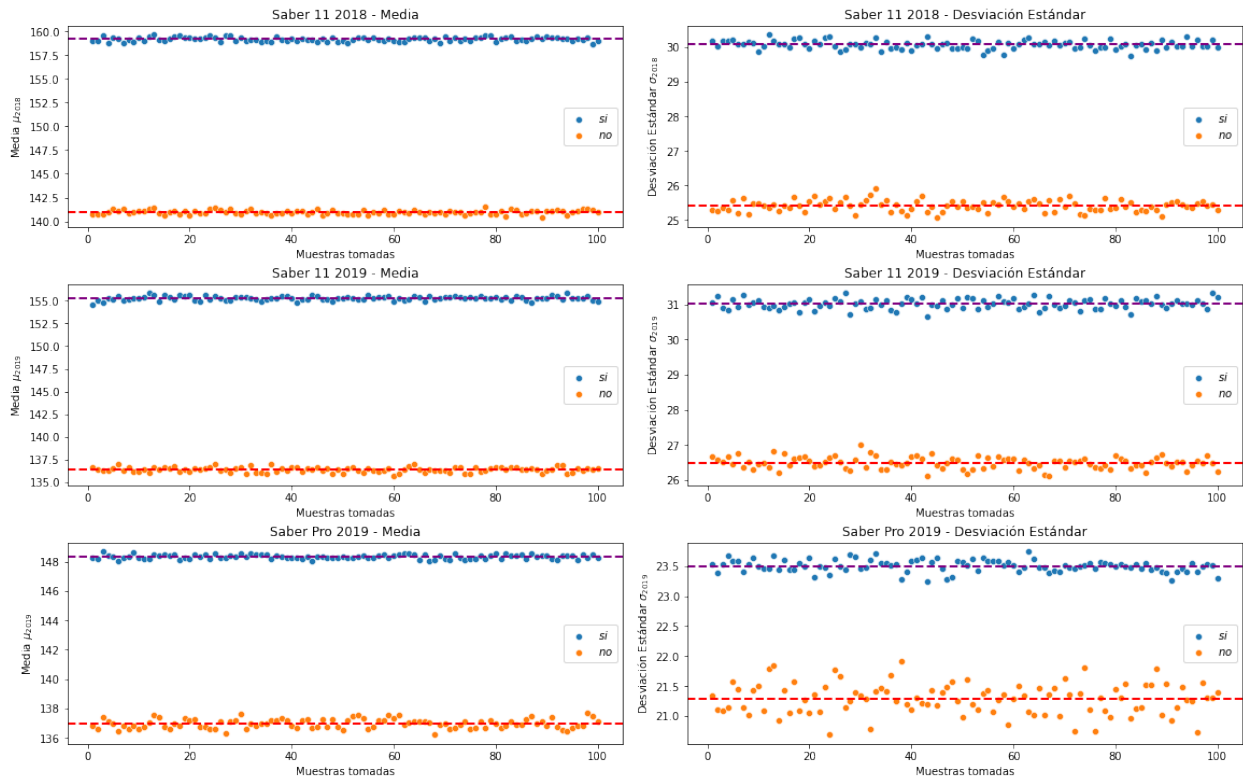 Saber 11 2018 - Media
Media μ2018
160.0
157.5
155.0
152.5
150.0
147.5
145.0
142.5
140.0
si
no
0 20 40 60 80 100
Muestras tomadas
Saber 11 2018 - Desviación Estándar
Desviación Estándar σ2018
30
29
28
27
26
25
si
no
0 20 40 60 80 100
Muestras tomadas
Saber 11 2019 - Media
Media μ2019
155.0
152.5
150.0
147.5
145.0
142.5
140.0
137.5
135.0
si
no
0 20 40 60 80 100
Muestras tomadas
Saber 11 2019 - Desviación Estándar
Desviación Estándar σ2019
31
30
29
28
27
26
si
no
0 20 40 60 80 100
Muestras tomadas
Saber Pro 2019 - Media
Media μ2019
148
146
144
142
140
138
136
si
no
0 20 40 60 80 100
Muestras tomadas
Saber Pro 2019 - Desviación Estándar
Desviación Estándar σ2019
23.5
23.0
22.5
22.0
21.5
21.0
si
no
0 20 40 60 80 100
Muestras tomadas